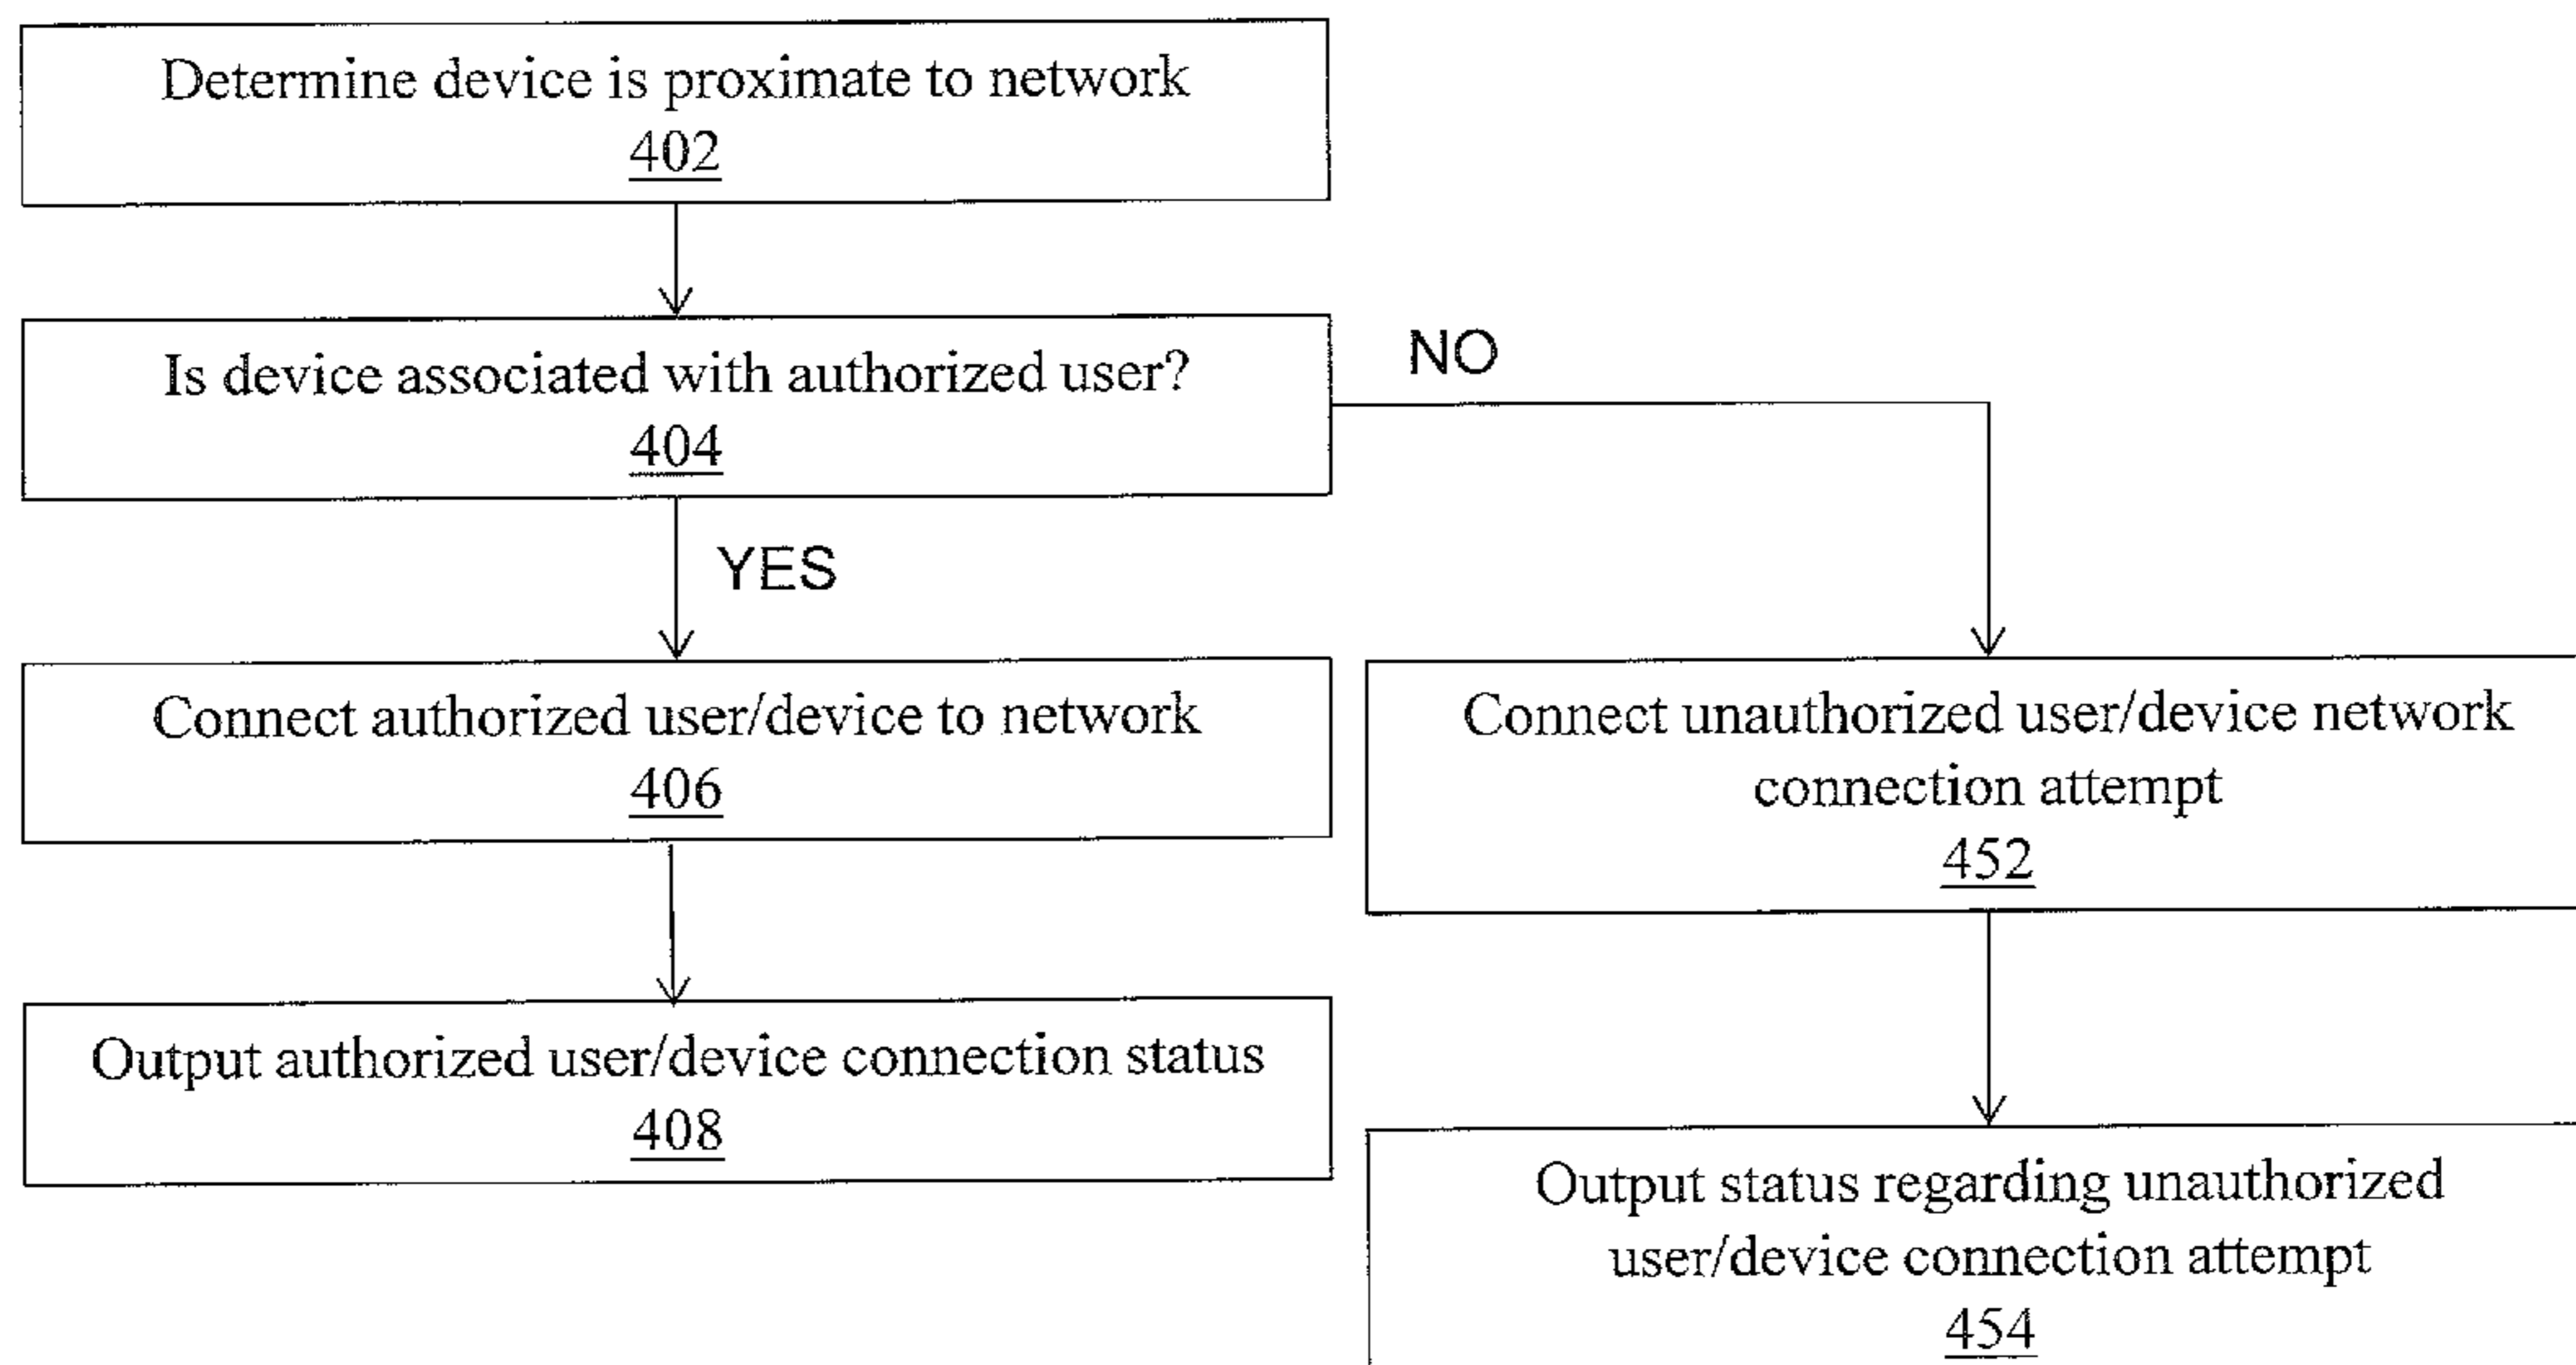 Determine device is proximate to network
402
Is device associated with authorized user?
404
NO
YES
Connect authorized user/device to network
406
Connect unauthorized user/device network
connection attempt
452
Output authorized user/device connection status
408
Output status regarding unauthorized
user/device connection attempt
454